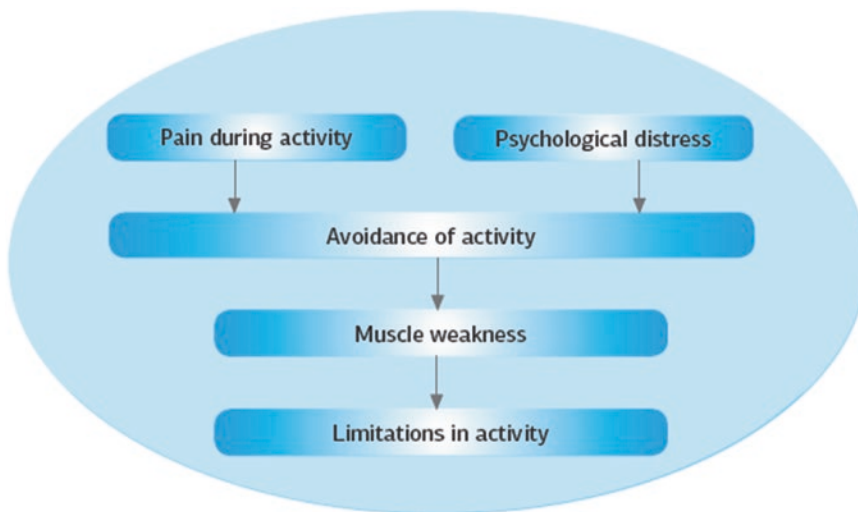 Pain during activity
Psychological distress
Avoidance of activity
Muscle weakness
Limitations in activity